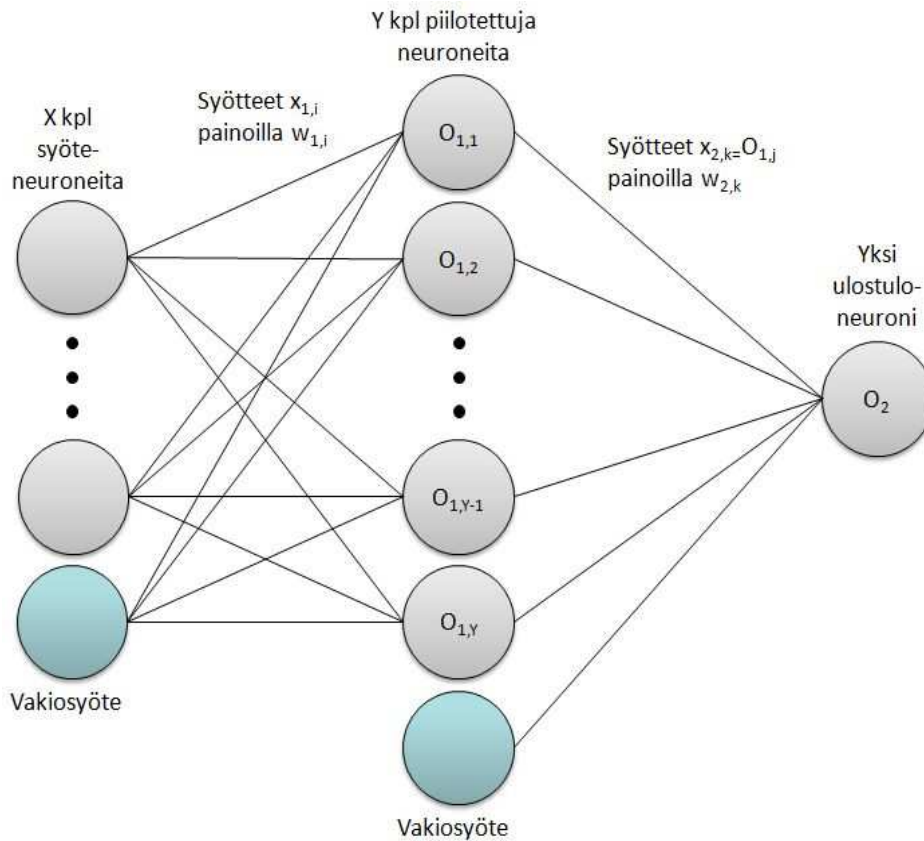 Y kpl piilotettuja
neuroneita
X kpl
syöte-
neuroneita
Syötteet x1,i
painoilla w1,i
O1,1
Syötteet x2,k=O1,j
painoilla w2,k
O1,2
Yksi
ulostulo-
neuroni
O2
O1,Y-1
O1,Y
Vakiosyöte
Vakiosyöte